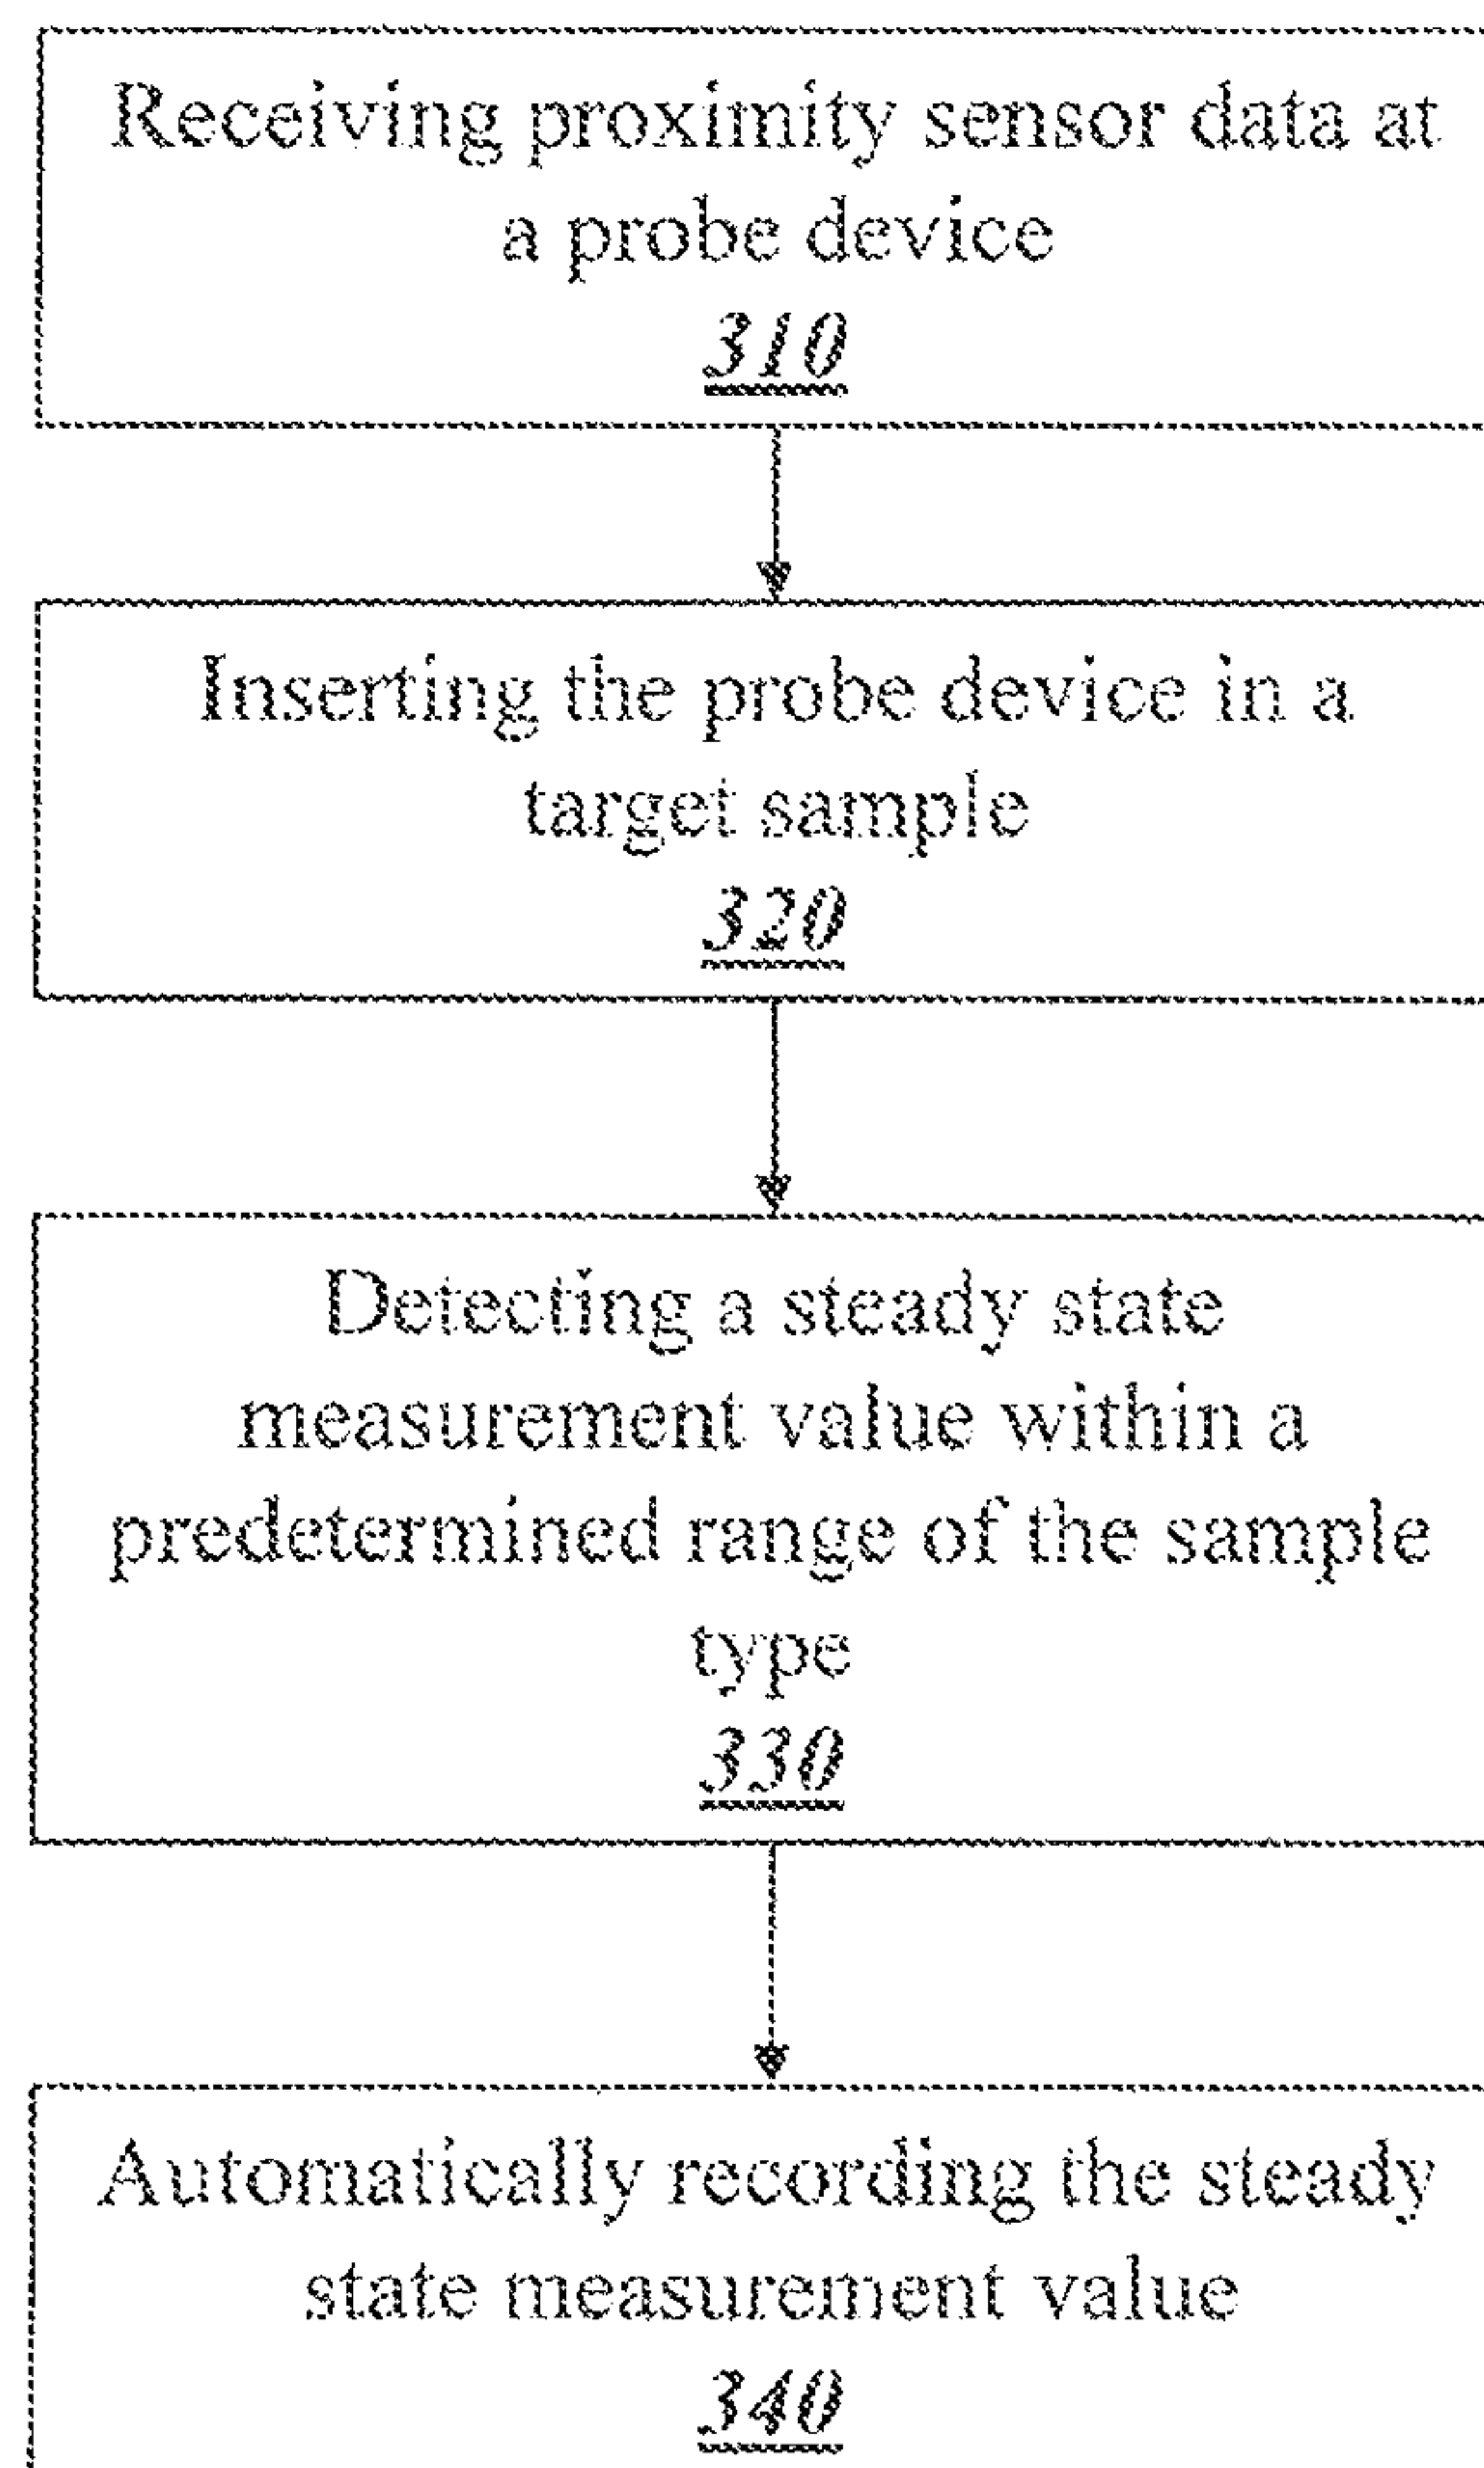 Receiving proximity sensor data at
a probe device
310
Inserting the probe device in a
target sample
320
Detecting a steady state
measurement value within a
predetermined range of the sample
type
330
Automatically recording the steady
state measurement value
340